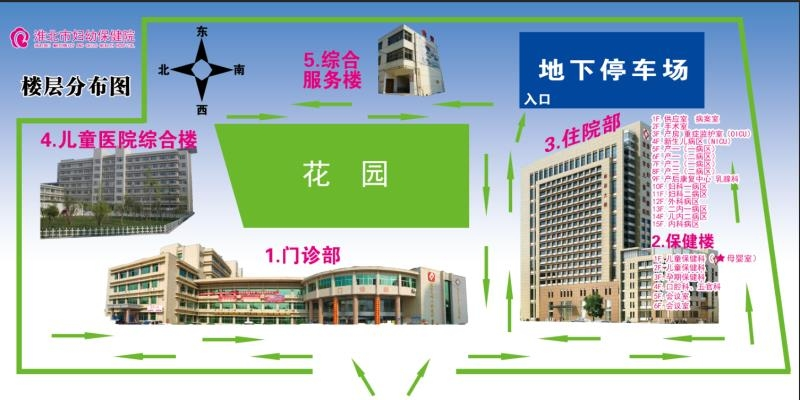 淮北市妇幼保健院
楼层分布图
东
北
南
西
5.综合
服务楼
地下停车场
入口
4.儿童医院综合楼
花园
3.住院部
1F.供应室 病案室
2F.手术室
3F.产房)重症监护室(OICU)
4F.新生儿病区(NICU)
5F.产一(一病区)
6F.产一(二病区)
7F.产二(一病区)
8F.产二(二病区)
9F.产后康复中心 乳腺科
10F.妇科一病区
11F.妇科二病区
12F.外科病区
13F.儿内一病区
14F.儿内二病区
15F.内科病区
2.保健楼
1F.儿童保健科(★母婴室)
2F.儿童保健科
3F.孕期保健科
4F.口腔科、五官科
5F.会议室
6F.会议室
1.门诊部